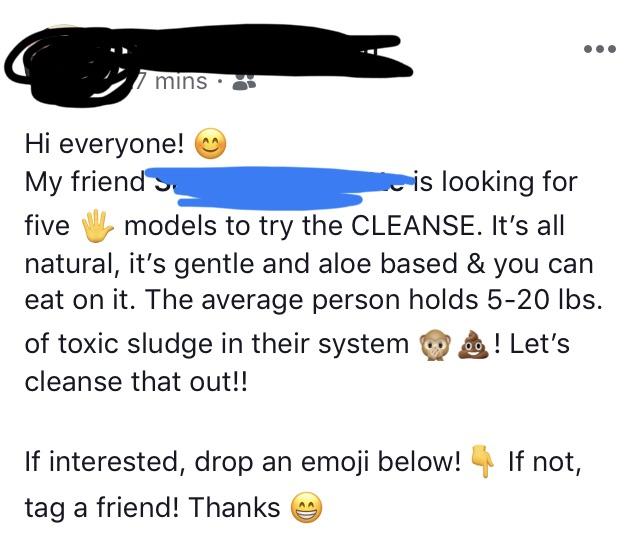 7 mins ·
Hi everyone! 😊
My friend is looking for
five 🖐 models to try the CLEANSE. It’s all
natural, it’s gentle and aloe based & you can
eat on it. The average person holds 5-20 lbs.
of toxic sludge in their system 🙊 💩! Let’s
cleanse that out!!
If interested, drop an emoji below! 👇 If not,
tag a friend! Thanks 😁